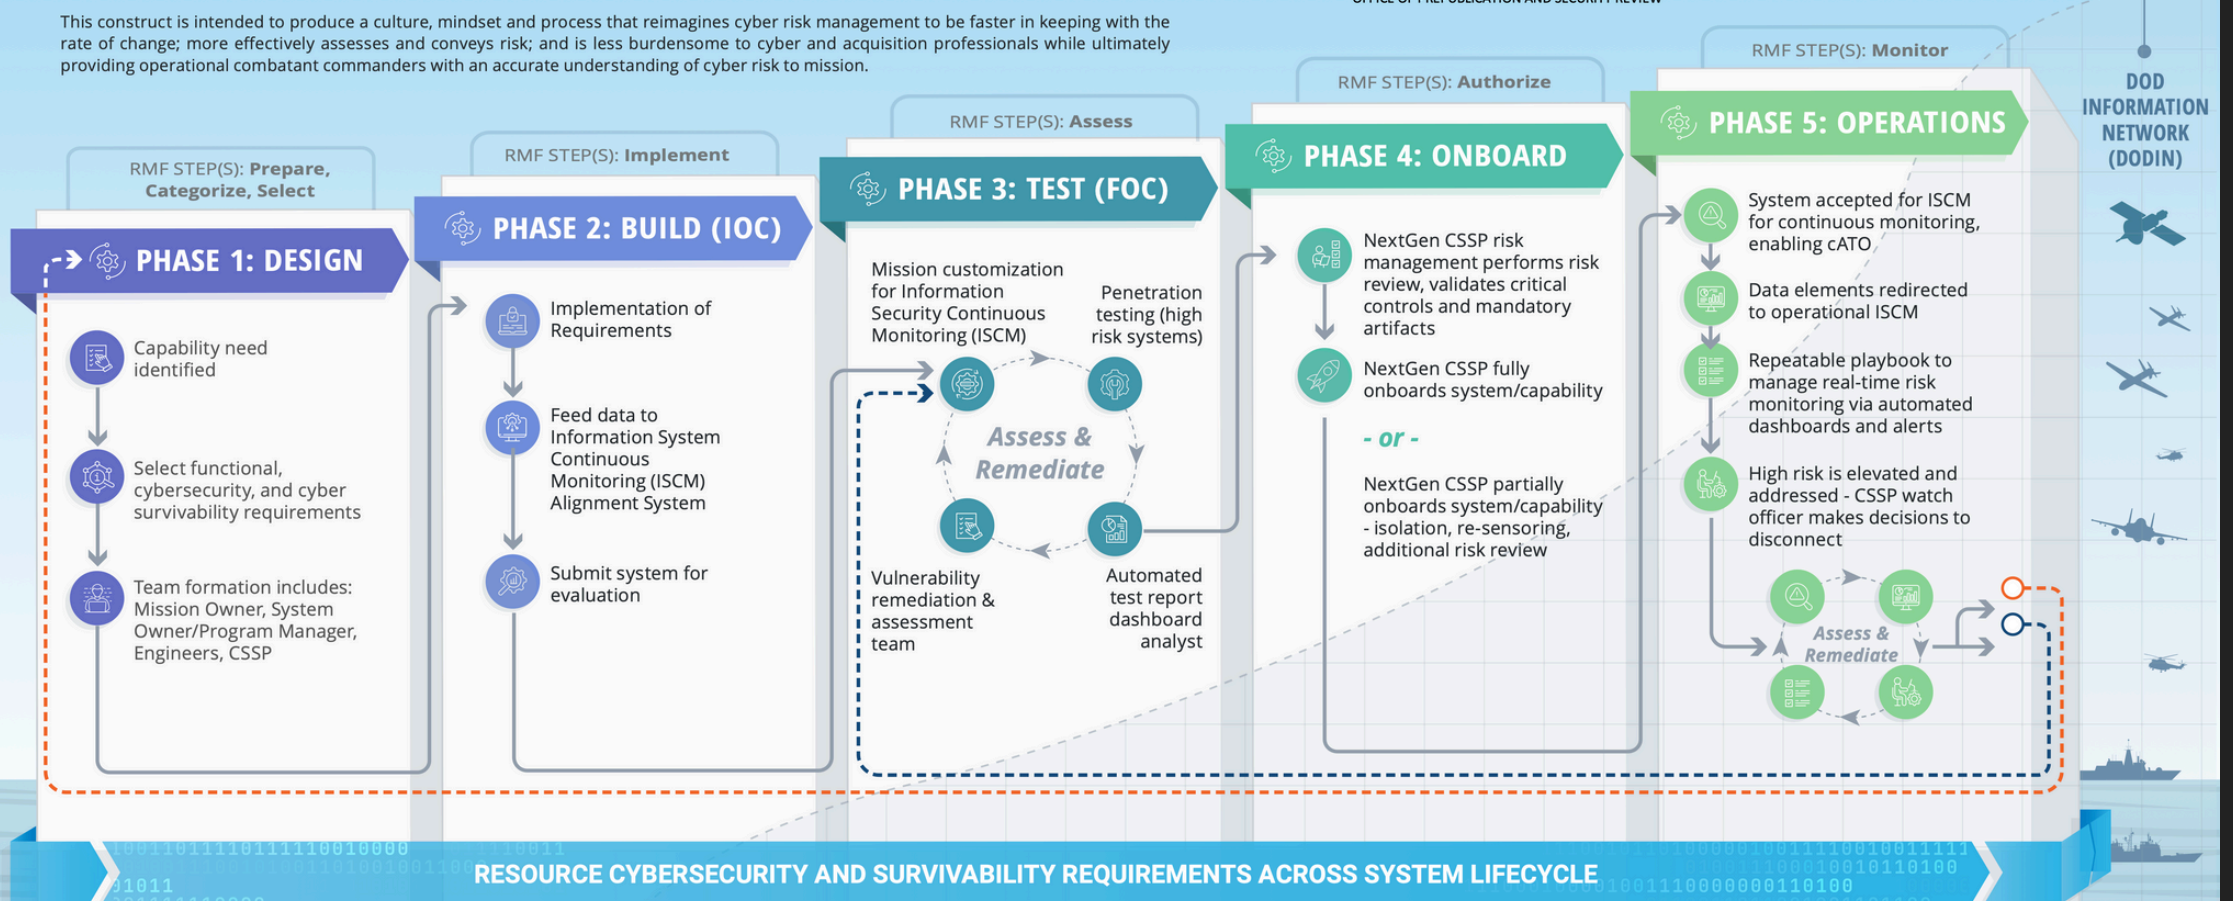 OFFICE OF PREPUBLICATION AND SECURITY REVIEW
This construct is intended to produce a culture, mindset and process that reimagines cyber risk management to be faster in keeping with the
rate of change; more effectively assesses and conveys risk; and is less burdensome to cyber and acquisition professionals while ultimately
providing operational combatant commanders with an accurate understanding of cyber risk to mission.
RMF STEP(S): Prepare,
Categorize, Select
PHASE 1: DESIGN
Capability need
identified
Select functional,
cybersecurity, and cyber
survivability requirements
Team formation includes:
Mission Owner, System
Owner/Program Manager,
Engineers, CSSP
RMF STEP(S): Implement
PHASE 2: BUILD (IOC)
Implementation of
Requirements
Feed data to
Information System
Continuous
Monitoring (ISCM)
Alignment System
Submit system for
evaluation
RMF STEP(S): Assess
PHASE 3: TEST (FOC)
Mission customization
for Information
Security Continuous
Monitoring (ISCM)
Penetration
testing (high
risk systems)
Assess &
Remediate
Vulnerability
remediation &
assessment
team
Automated
test report
dashboard
analyst
RMF STEP(S): Authorize
PHASE 4: ONBOARD
NextGen CSSP risk
management performs risk
review, validates critical
controls and mandatory
artifacts
NextGen CSSP fully
onboards system/capability
- or -
NextGen CSSP partially
onboards system/capability
- isolation, re-sensoring,
additional risk review
RMF STEP(S): Monitor
PHASE 5: OPERATIONS
System accepted for ISCM
for continuous monitoring,
enabling cATO
Data elements redirected
to operational ISCM
Repeatable playbook to
manage real-time risk
monitoring via automated
dashboards and alerts
High risk is elevated and
addressed - CSSP watch
officer makes decisions to
disconnect
Assess &
Remediate
DOD
INFORMATION
NETWORK
(DODIN)
RESOURCE CYBERSECURITY AND SURVIVABILITY REQUIREMENTS ACROSS SYSTEM LIFECYCLE